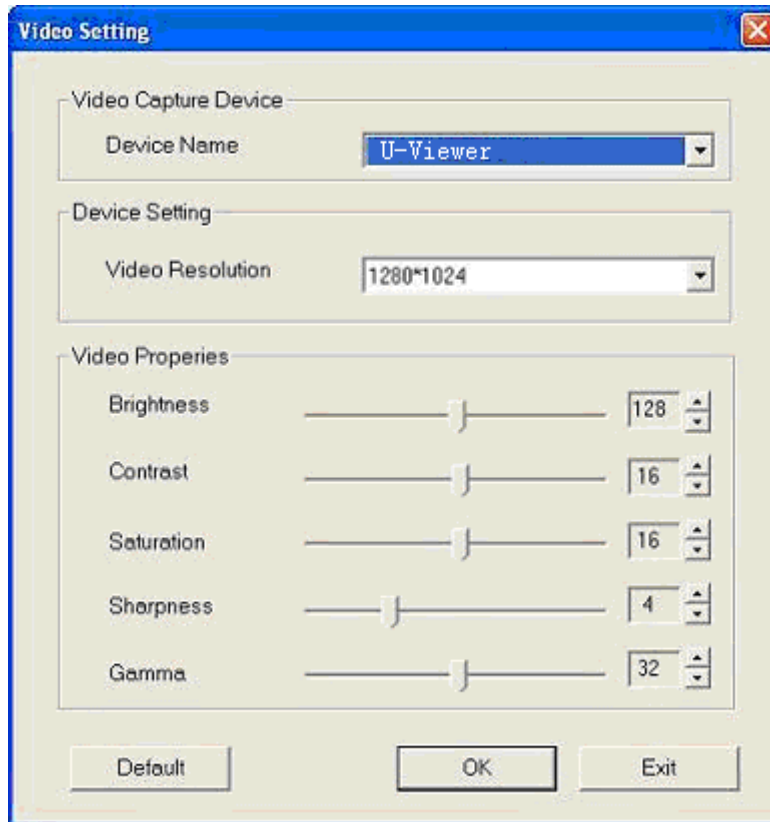 Video Setting
Video Capture Device
Device Name U-Viewer
Device Setting
Video Resolution 1280*1024
Video Properies
Brightness 128
Contrast 16
Saturation 16
Sharpness 4
Gamma 32
Default OK Exit